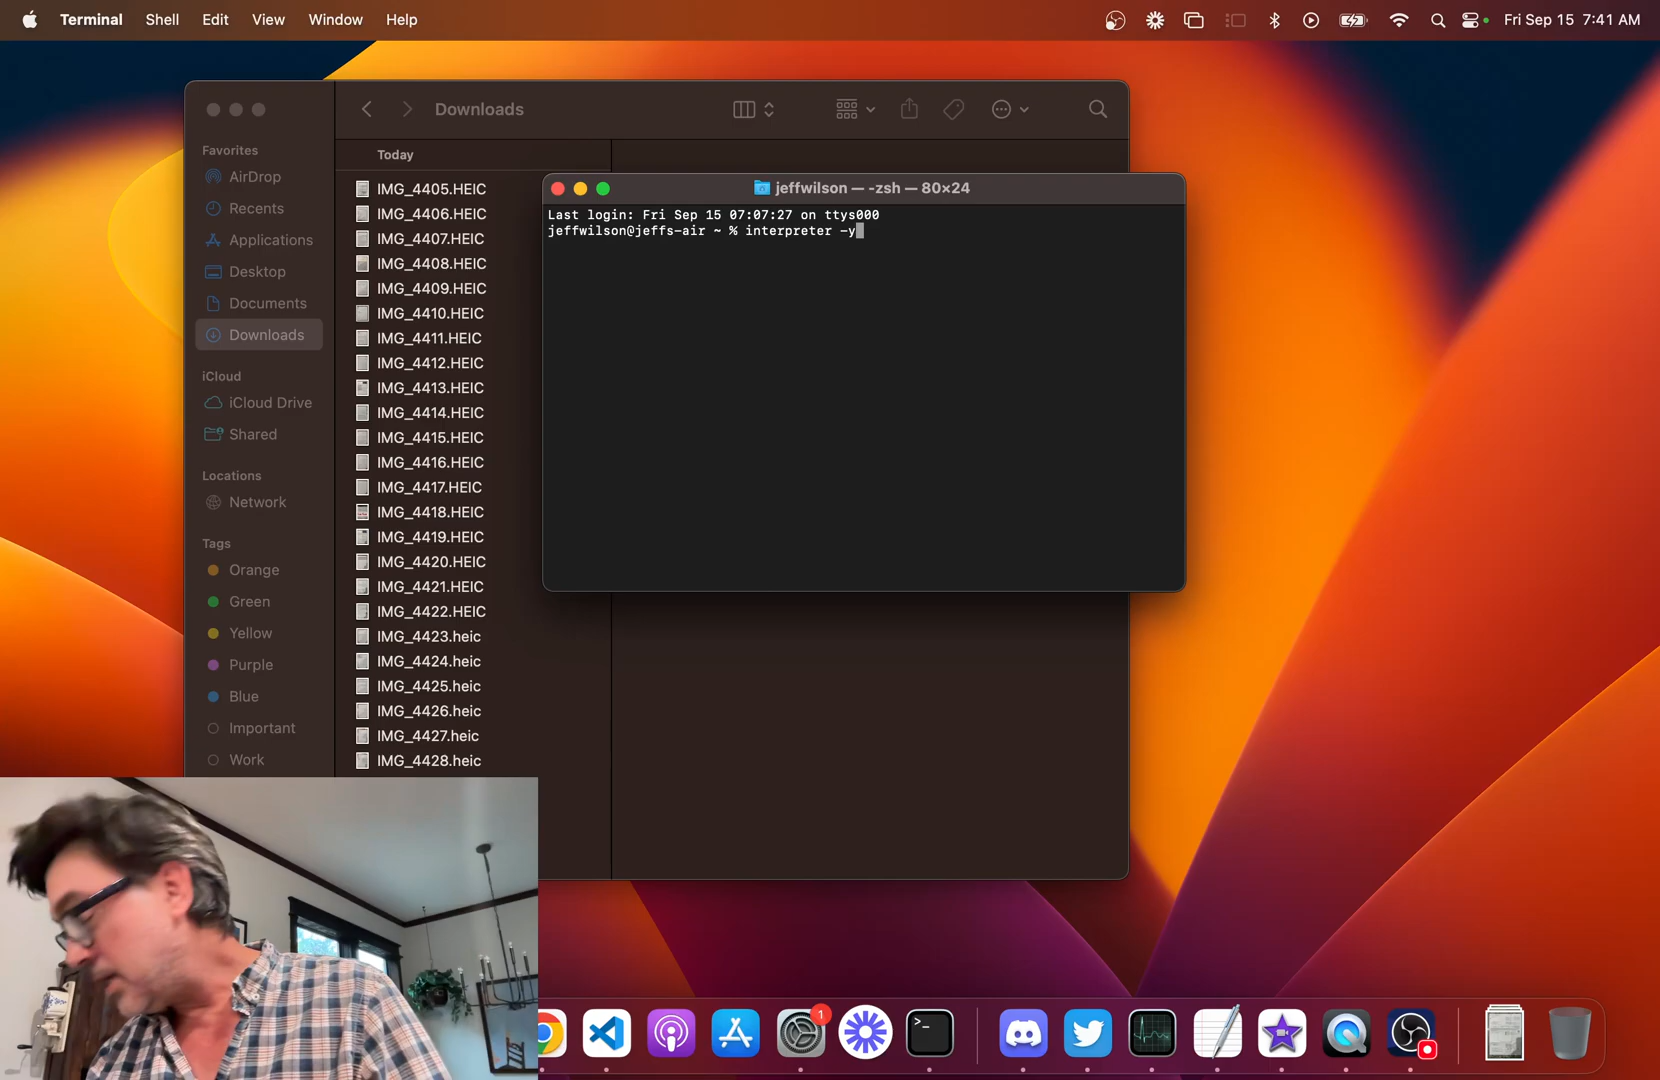 Terminal Shell Edit View Window Help
Fri Sep 15 7:41 AM
Downloads
Favorites
AirDrop
Recents
Applications
Desktop
Documents
Downloads
iCloud
iCloud Drive
Shared
Locations
Network
Tags
Orange
Green
Yellow
Purple
Blue
Important
Work
Today
IMG_4405.HEIC
IMG_4406.HEIC
IMG_4407.HEIC
IMG_4408.HEIC
IMG_4409.HEIC
IMG_4410.HEIC
IMG_4411.HEIC
IMG_4412.HEIC
IMG_4413.HEIC
IMG_4414.HEIC
IMG_4415.HEIC
IMG_4416.HEIC
IMG_4417.HEIC
IMG_4418.HEIC
IMG_4419.HEIC
IMG_4420.HEIC
IMG_4421.HEIC
IMG_4422.HEIC
IMG_4423.heic
IMG_4424.heic
IMG_4425.heic
IMG_4426.heic
IMG_4427.heic
IMG_4428.heic
jeffwilson — -zsh — 80×24
Last login: Fri Sep 15 07:07:27 on ttys000
jeffwilson@jeffs-air ~ % interpreter -y
1